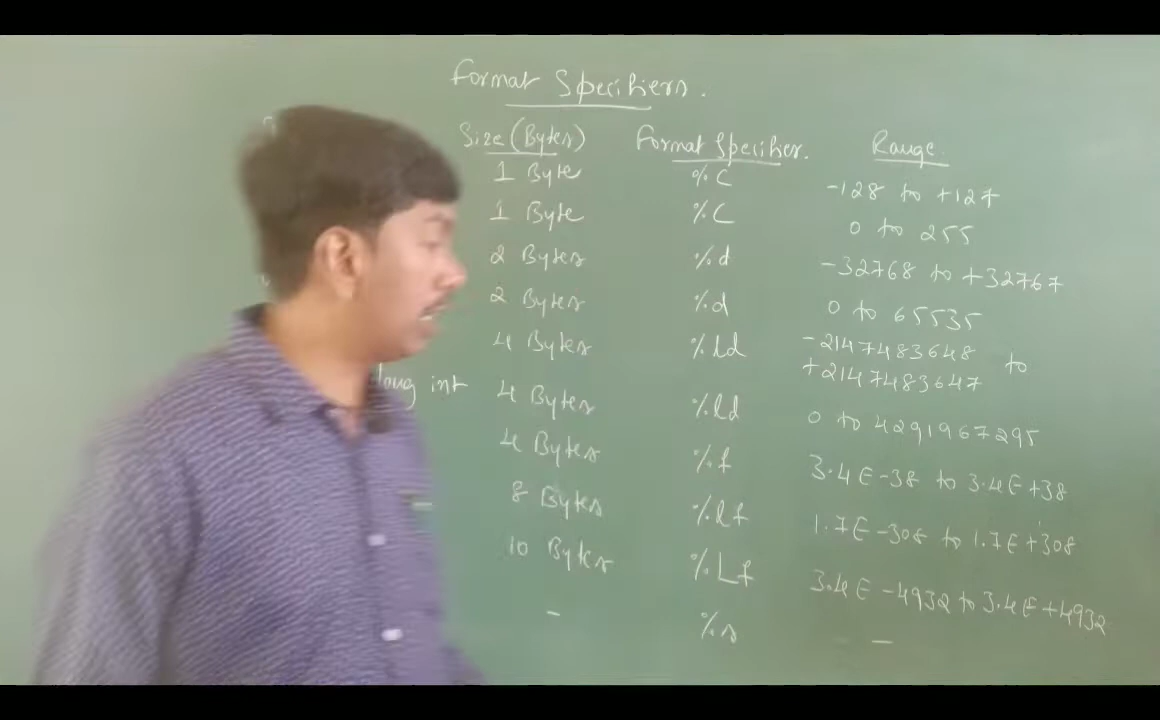 Format Specifiers.
Size (Bytes) Format Specifier. Range
1 Byte %C -128 to +127
1 Byte %C 0 to 255
2 Bytes %d -32768 to +32767
2 Bytes %d 0 to 65535
4 Bytes %ld -2147483648 to
+2147483647
long int 4 Bytes %ld 0 to 4291967295
4 Bytes %f 3.4E-38 to 3.4E+38
8 Bytes %lf 1.7E-308 to 1.7E+308
10 Bytes %Lf 3.4E-4932 to 3.4E+4932
- %s -